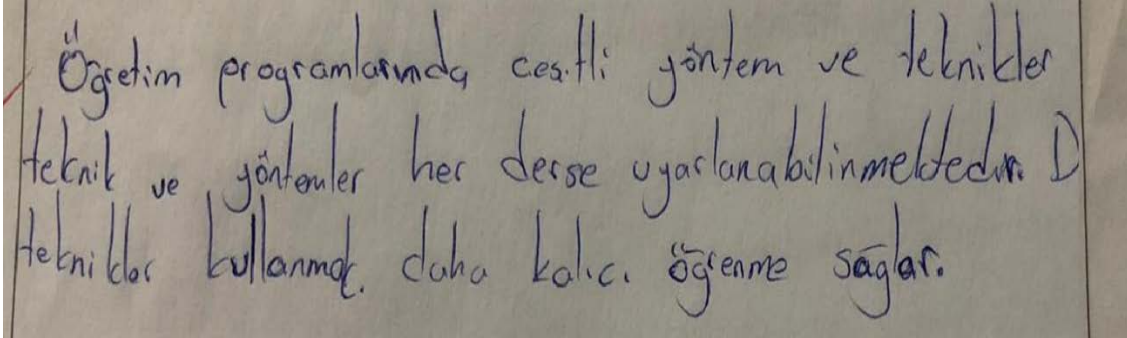 Öğretim programlarında çeşitli yöntem ve teknikler
teknik ve yöntemler her derse uyarlanabilinmektedir. D
teknikler kullanmak daha kalıcı öğrenme sağlar.